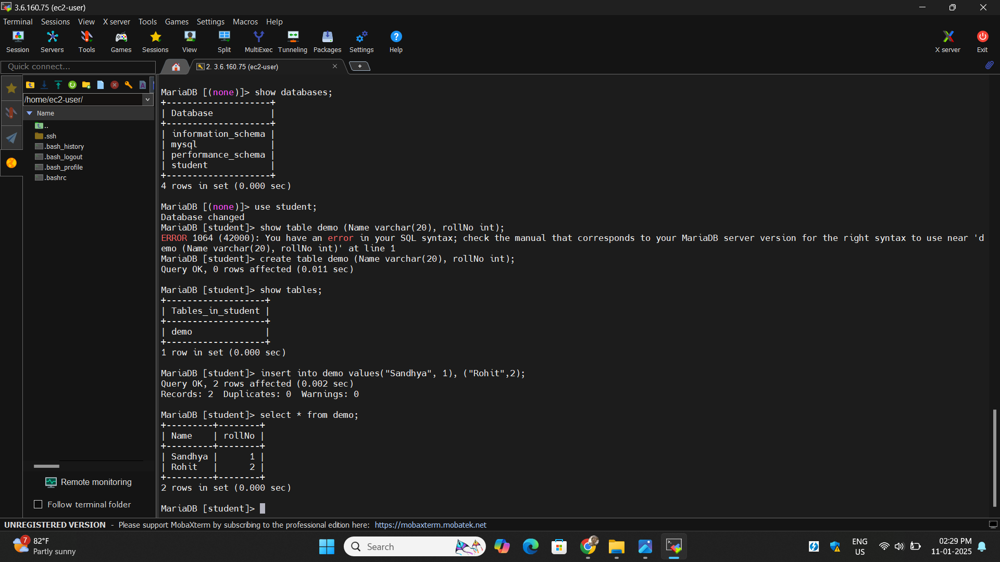 3.6.160.75 (ec2-user)
Terminal Sessions View X server Tools Games Settings Macros Help
Session Servers Tools Games Sessions View Split MultiExec Tunneling Packages Settings Help X server Exit
Quick connect...
2. 3.6.160.75 (ec2-user)
/home/ec2-user/
Name
..
.ssh
.bash_history
.bash_logout
.bash_profile
.bashrc
Remote monitoring
Follow terminal folder
MariaDB [(none)]> show databases;
+--------------------+
| Database           |
+--------------------+
| information_schema |
| mysql              |
| performance_schema |
| student            |
+--------------------+
4 rows in set (0.000 sec)
MariaDB [(none)]> use student;
Database changed
MariaDB [student]> show table demo (Name varchar(20), rollNo int);
ERROR 1064 (42000): You have an error in your SQL syntax; check the manual that corresponds to your MariaDB server version for the right syntax to use near 'd
emo (Name varchar(20), rollNo int)' at line 1
MariaDB [student]> create table demo (Name varchar(20), rollNo int);
Query OK, 0 rows affected (0.011 sec)
MariaDB [student]> show tables;
+-------------------+
| Tables_in_student |
+-------------------+
| demo              |
+-------------------+
1 row in set (0.000 sec)
MariaDB [student]> insert into demo values("Sandhya", 1), ("Rohit",2);
Query OK, 2 rows affected (0.002 sec)
Records: 2  Duplicates: 0  Warnings: 0
MariaDB [student]> select * from demo;
+---------+--------+
| Name    | rollNo |
+---------+--------+
| Sandhya |      1 |
| Rohit   |      2 |
+---------+--------+
2 rows in set (0.000 sec)
MariaDB [student]>
UNREGISTERED VERSION - Please support MobaXterm by subscribing to the professional edition here: https://mobaxterm.mobatek.net
7
82°F
Partly sunny
Search
ENG
US
02:29 PM
11-01-2025